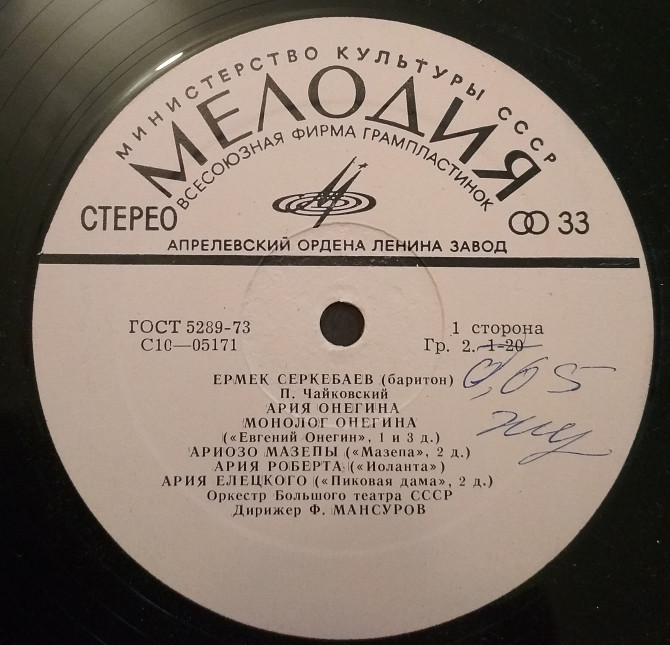 МИНИСТЕРСТВО КУЛЬТУРЫ СССР
МЕЛОДИЯ
ВСЕСОЮЗНАЯ ФИРМА ГРАМПЛАСТИНОК
СТЕРЕО
33
АПРЕЛЕВСКИЙ ОРДЕНА ЛЕНИНА ЗАВОД
ГОСТ 5289-73
С10—05171
1 сторона
Гр. 2. 1-20
0,65
ЕРМЕК СЕРКЕБАЕВ (баритон)
П. Чайковский
АРИЯ ОНЕГИНА
МОНОЛОГ ОНЕГИНА
(«Евгений Онегин», 1 и 3 д.)
АРИОЗО МАЗЕПЫ («Мазепа», 2 д.)
АРИЯ РОБЕРТА («Иоланта»)
АРИЯ ЕЛЕЦКОГО («Пиковая дама», 2 д.)
Оркестр Большого театра СССР
Дирижер Ф. МАНСУРОВ